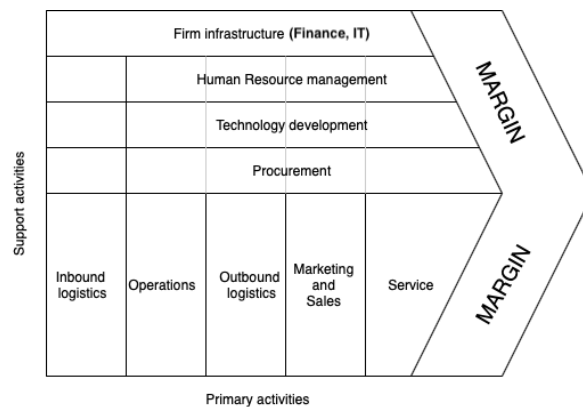 Firm infrastructure (Finance, IT)
Human Resource management
Technology development
Procurement
MARGIN
Support activities
Inbound
logistics
Operations
Outbound
logistics
Marketing
and
Sales
Service
MARGIN
Primary activities